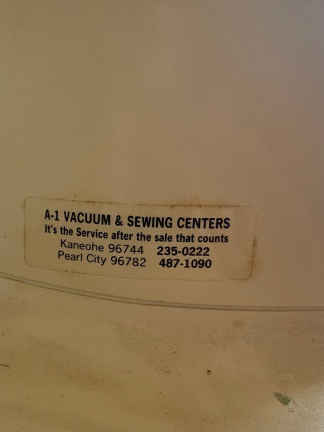 A-1 VACUUM & SEWING CENTERS
It's the Service after the sale that counts
Kaneohe 96744 235-0222
Pearl City 96782 487-1090